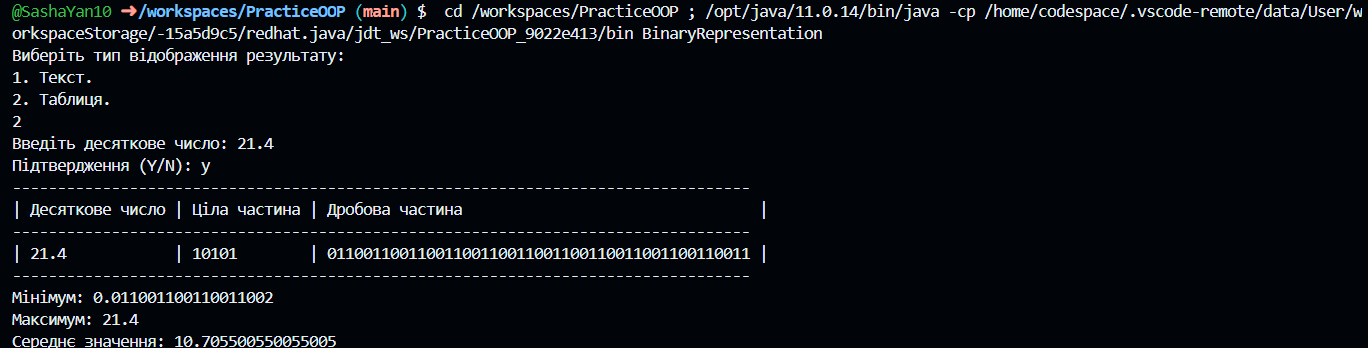 @SashaYan10 ➜/workspaces/PracticeOOP (main) $  cd /workspaces/PracticeOOP ; /opt/java/11.0.14/bin/java -cp /home/codespace/.vscode-remote/data/User/w
orkspaceStorage/-15a5d9c5/redhat.java/jdt_ws/PracticeOOP_9022e413/bin BinaryRepresentation
Виберіть тип відображення результату:
1. Текст.
2. Таблиця.
2
Введіть десяткове число: 21.4
Підтвердження (Y/N): y
----------------------------------------------------------------------------------
| Десяткове число | Ціла частина | Дробова частина                                 |
----------------------------------------------------------------------------------
| 21.4            | 10101        | 01100110011001100110011001100110011001100110011 |
----------------------------------------------------------------------------------
Мінімум: 0.011001100110011002
Максимум: 21.4
Середнє значення: 10.705500550055005